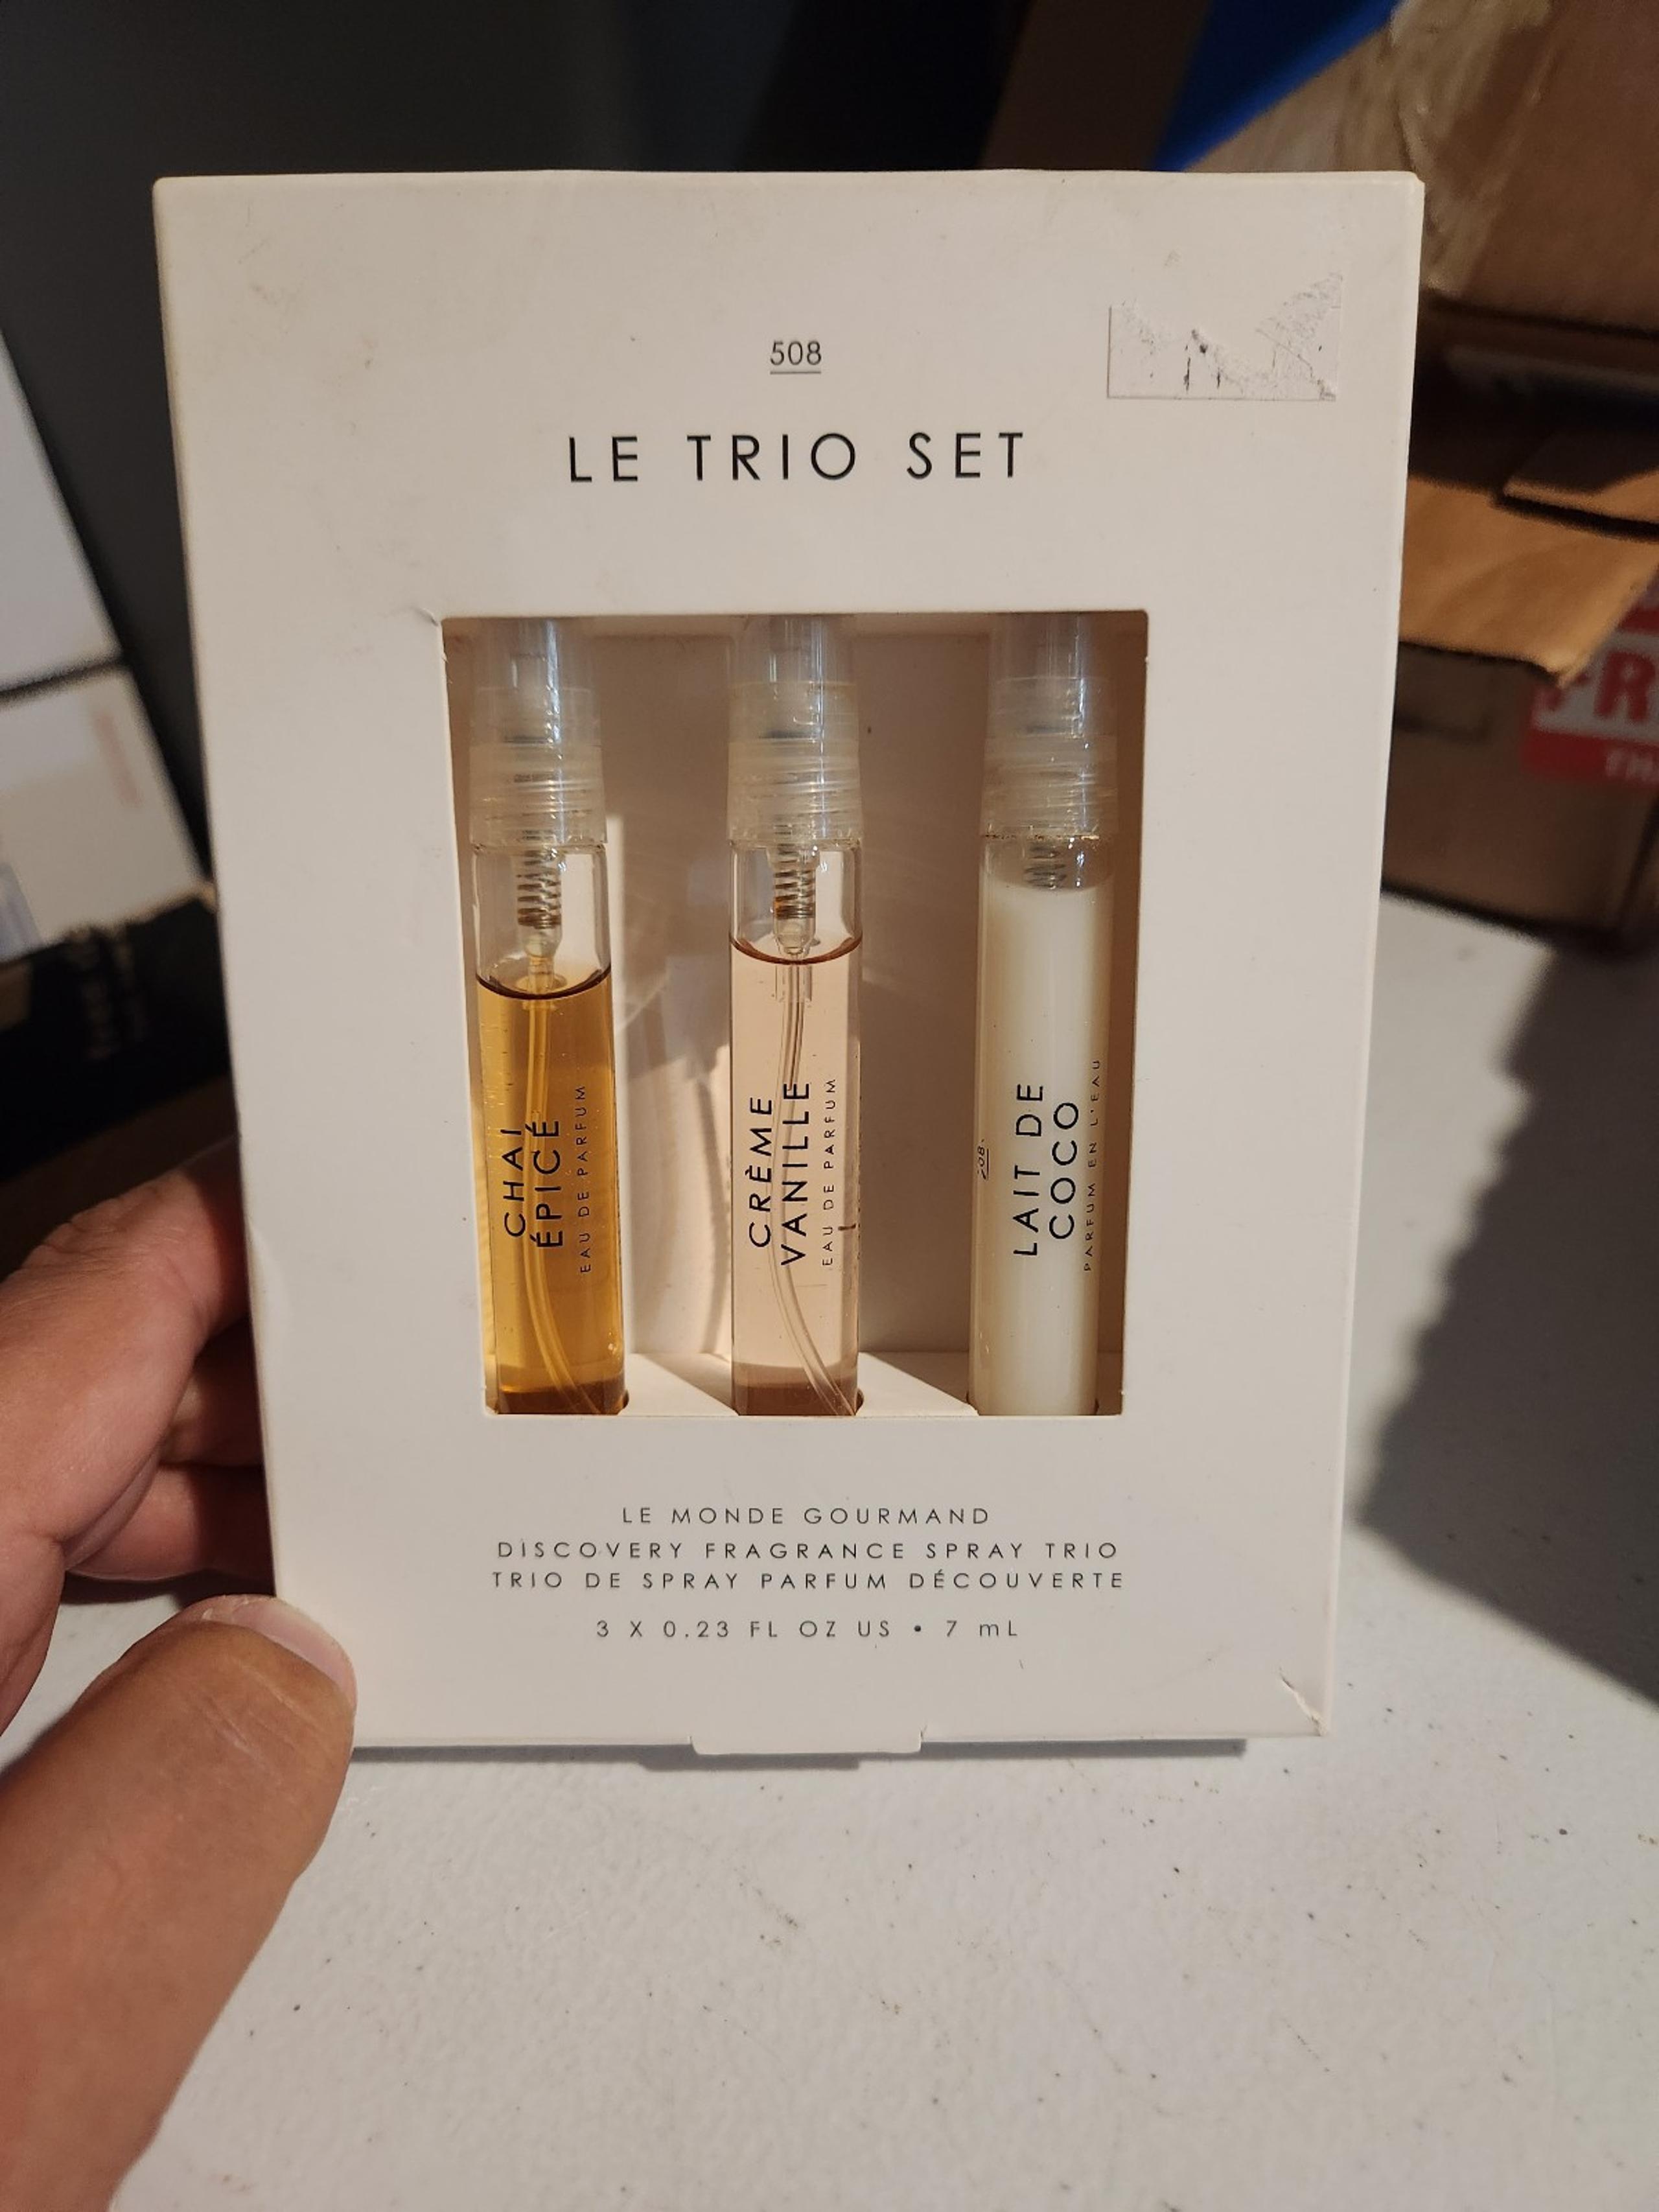 508
LE TRIO SET
CHAI
ÉPICÉ
EAU DE PARFUM
CRÈME
VANILLE
EAU DE PARFUM
LAIT DE
COCO
PARFUM EN L'EAU
LE MONDE GOURMAND
DISCOVERY FRAGRANCE SPRAY TRIO
TRIO DE SPRAY PARFUM DÉCOUVERTE
3 X 0.23 FL OZ US • 7 mL